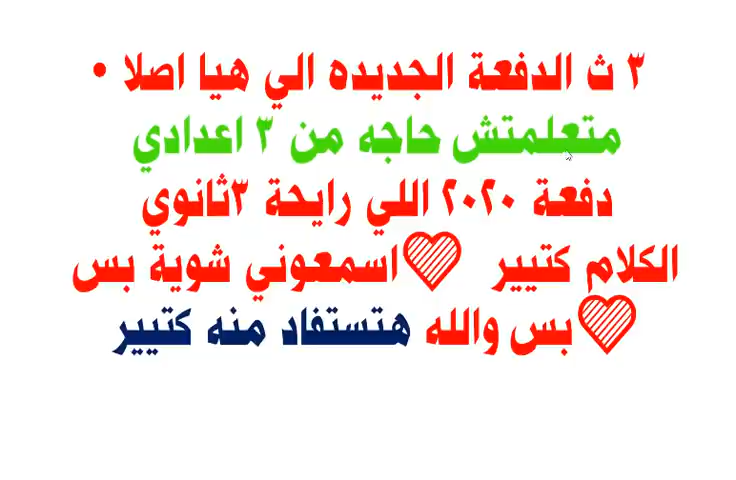 • ٣ ث الدفعة الجديده الي هيا اصلا
متعلمتش حاجه من ٣ اعدادي
دفعة ٢٠٢٠ اللي رايحة ٣ثانوي
الكلام كتيير ♥اسمعوني شوية بس
♥بس والله هتستفاد منه كتيير